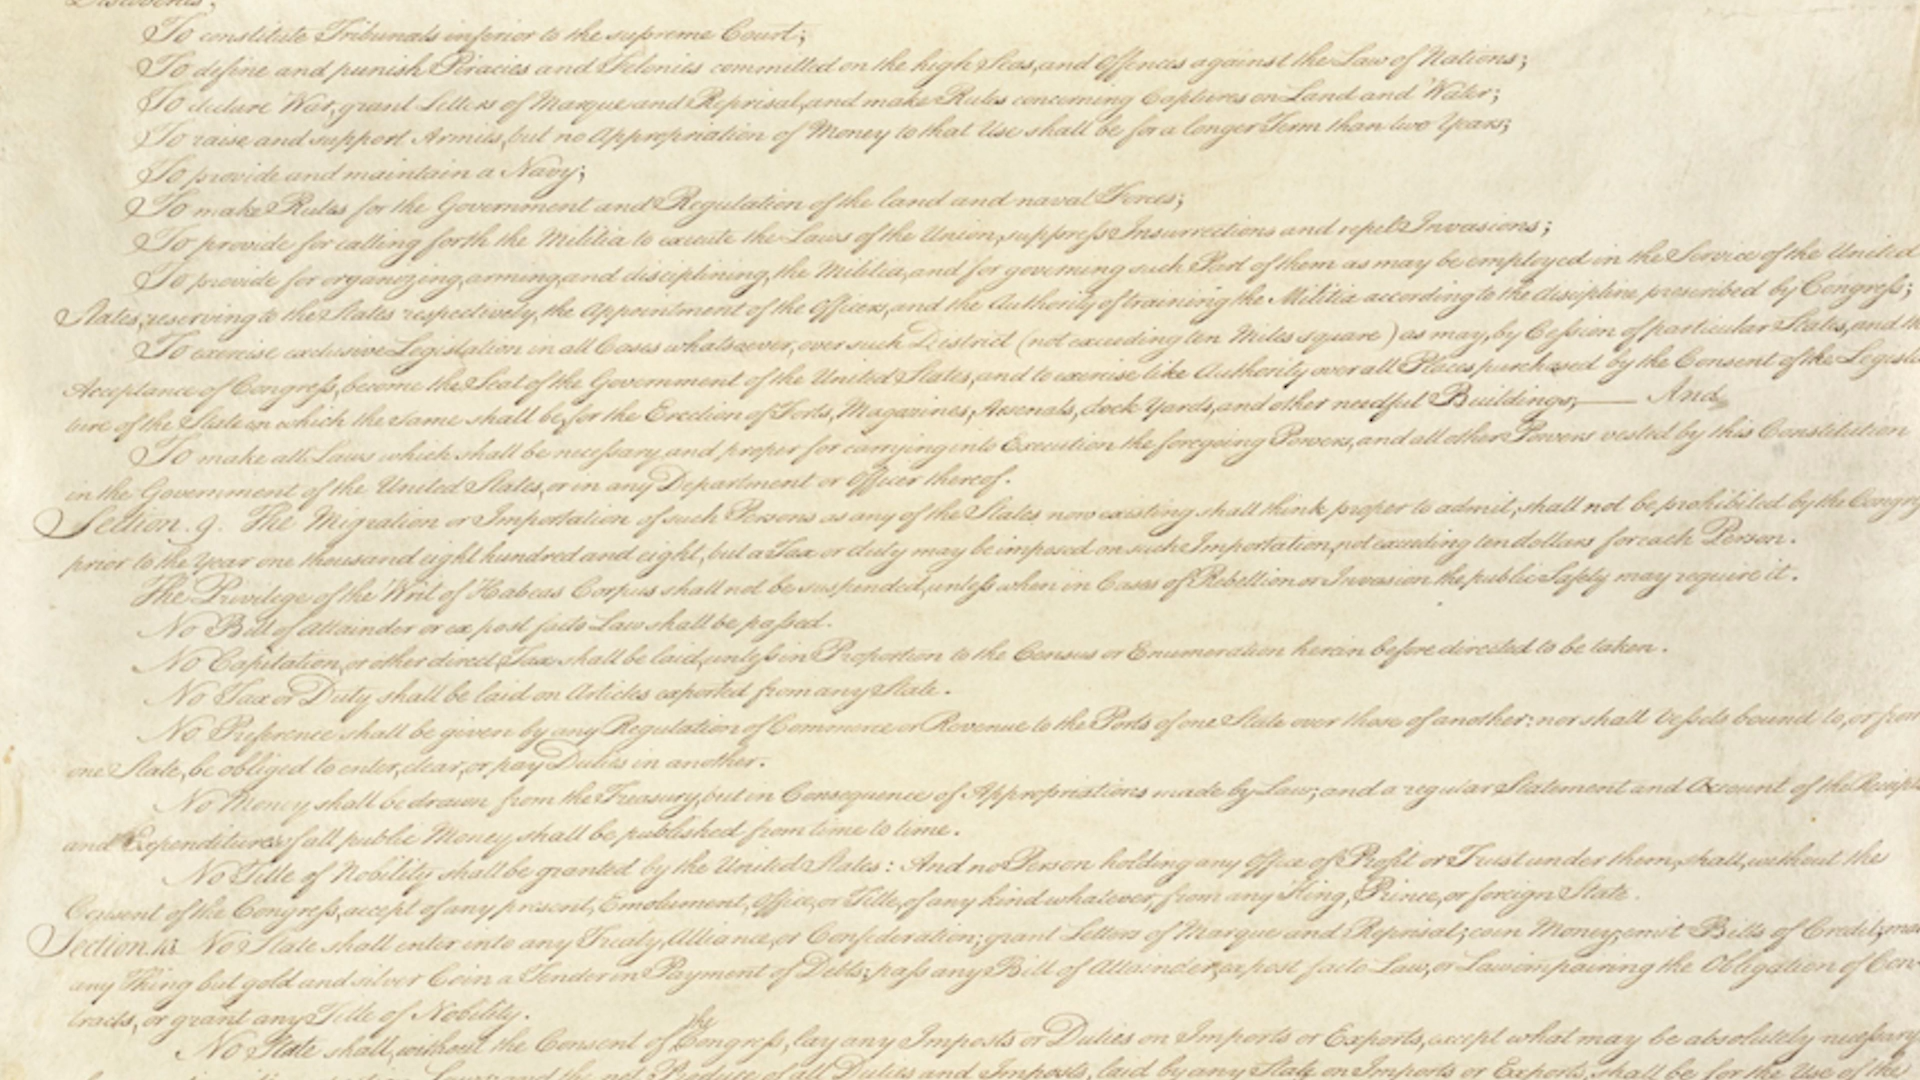 Discoveries;
To constitute Tribunals inferior to the supreme Court;
To define and punish Piracies and Felonies committed on the high Seas, and Offences against the Law of Nations;
To declare War, grant Letters of Marque and Reprisal, and make Rules concerning Captures on Land and Water;
To raise and support Armies, but no Appropriation of Money to that Use shall be for a longer Term than two Years;
To provide and maintain a Navy;
To make Rules for the Government and Regulation of the land and naval Forces;
To provide for calling forth the Militia to execute the Laws of the Union, suppress Insurrections and repel Invasions;
To provide for organizing, arming, and disciplining, the Militia, and for governing such Part of them as may be employed in the Service of the United
States, reserving to the States respectively, the Appointment of the Officers, and the Authority of training the Militia according to the discipline prescribed by Congress;
To exercise exclusive Legislation in all Cases whatsoever, over such District (not exceeding ten Miles square) as may, by Cession of particular States, and the
Acceptance of Congress, become the Seat of the Government of the United States, and to exercise like Authority over all Places purchased by the Consent of the Legisla
ture of the State in which the Same shall be, for the Erection of Forts, Magazines, Arsenals, dock Yards, and other needful Buildings;—— And
To make all Laws which shall be necessary and proper for carrying into Execution the foregoing Powers, and all other Powers vested by this Constitution
in the Government of the United States, or in any Department or Officer thereof.
Section. 9. The Migration or Importation of such Persons as any of the States now existing shall think proper to admit, shall not be prohibited by the Congre
prior to the Year one thousand eight hundred and eight, but a Tax or duty may be imposed on such Importation, not exceeding ten dollars for each Person.
The Privilege of the Writ of Habeas Corpus shall not be suspended, unless when in Cases of Rebellion or Invasion the public Safety may require it.
No Bill of Attainder or ex post facto Law shall be passed.
No Capitation, or other direct, Tax shall be laid, unless in Proportion to the Census or Enumeration herein before directed to be taken.
No Tax or Duty shall be laid on Articles exported from any State.
No Preference shall be given by any Regulation of Commerce or Revenue to the Ports of one State over those of another: nor shall Vessels bound to, or from
one State, be obliged to enter, clear, or pay Duties in another.
No Money shall be drawn from the Treasury, but in Consequence of Appropriations made by Law; and a regular Statement and Account of the Receip
and Expenditures of all public Money shall be published from time to time.
No Title of Nobility shall be granted by the United States: And no Person holding any Office of Profit or Trust under them, shall, without the
Consent of the Congress, accept of any present, Emolument, Office, or Title, of any kind whatever, from any King, Prince, or foreign State.
Section. 10. No State shall enter into any Treaty, Alliance, or Confederation; grant Letters of Marque and Reprisal; coin Money; emit Bills of Credit; ma
any Thing but gold and silver Coin a Tender in Payment of Debts; pass any Bill of Attainder, ex post facto Law, or Law impairing the Obligation of Con-
tracts, or grant any Title of Nobility.
No State shall, without the Consent of the Congress, lay any Imposts or Duties on Imports or Exports, except what may be absolutely necessary
Laws: and the net Produce of all Duties and Imposts, laid by any State on Imports or Exports, shall be for the Use of the